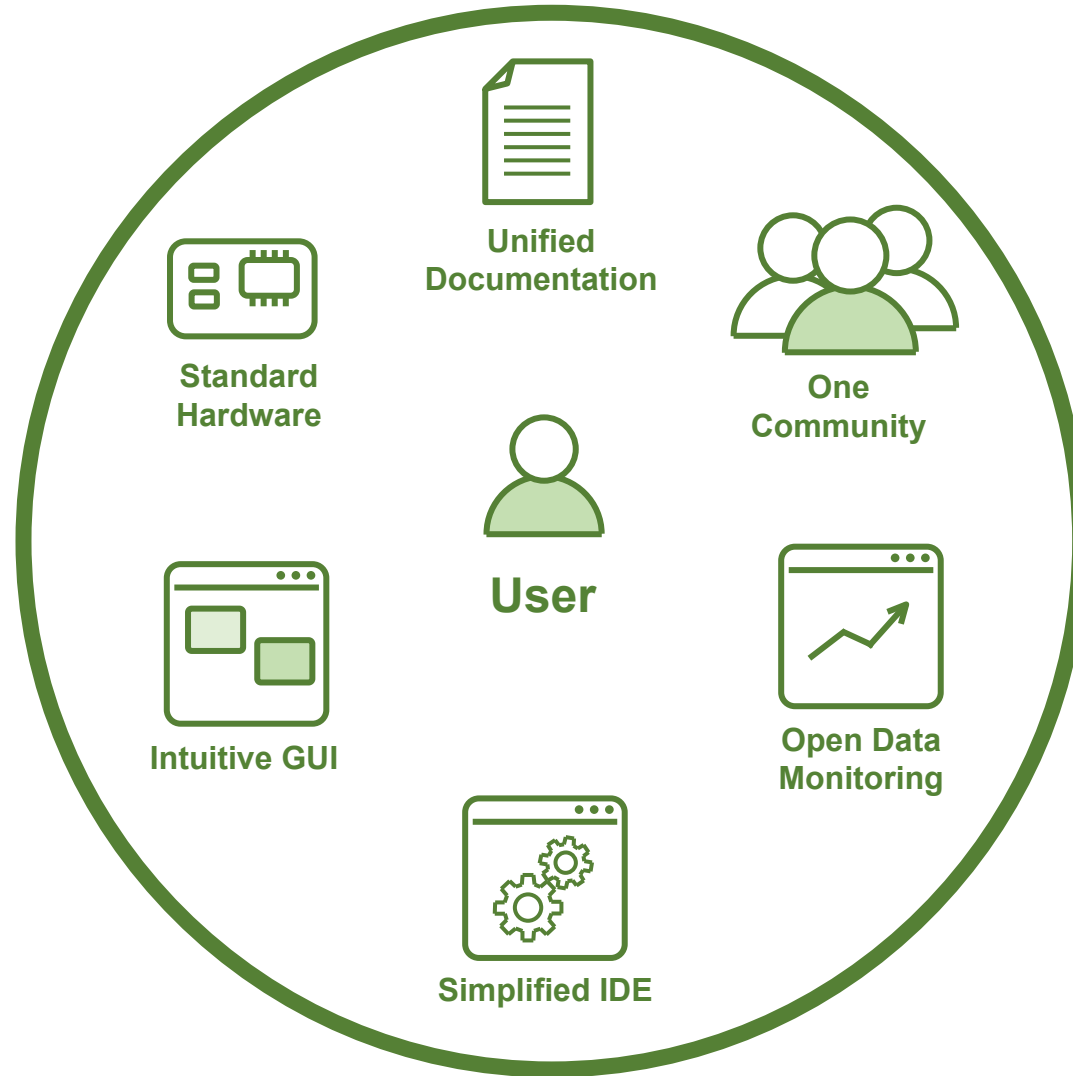 Unified
Documentation
Standard
Hardware
One
Community
User
Intuitive GUI
Open Data
Monitoring
Simplified IDE